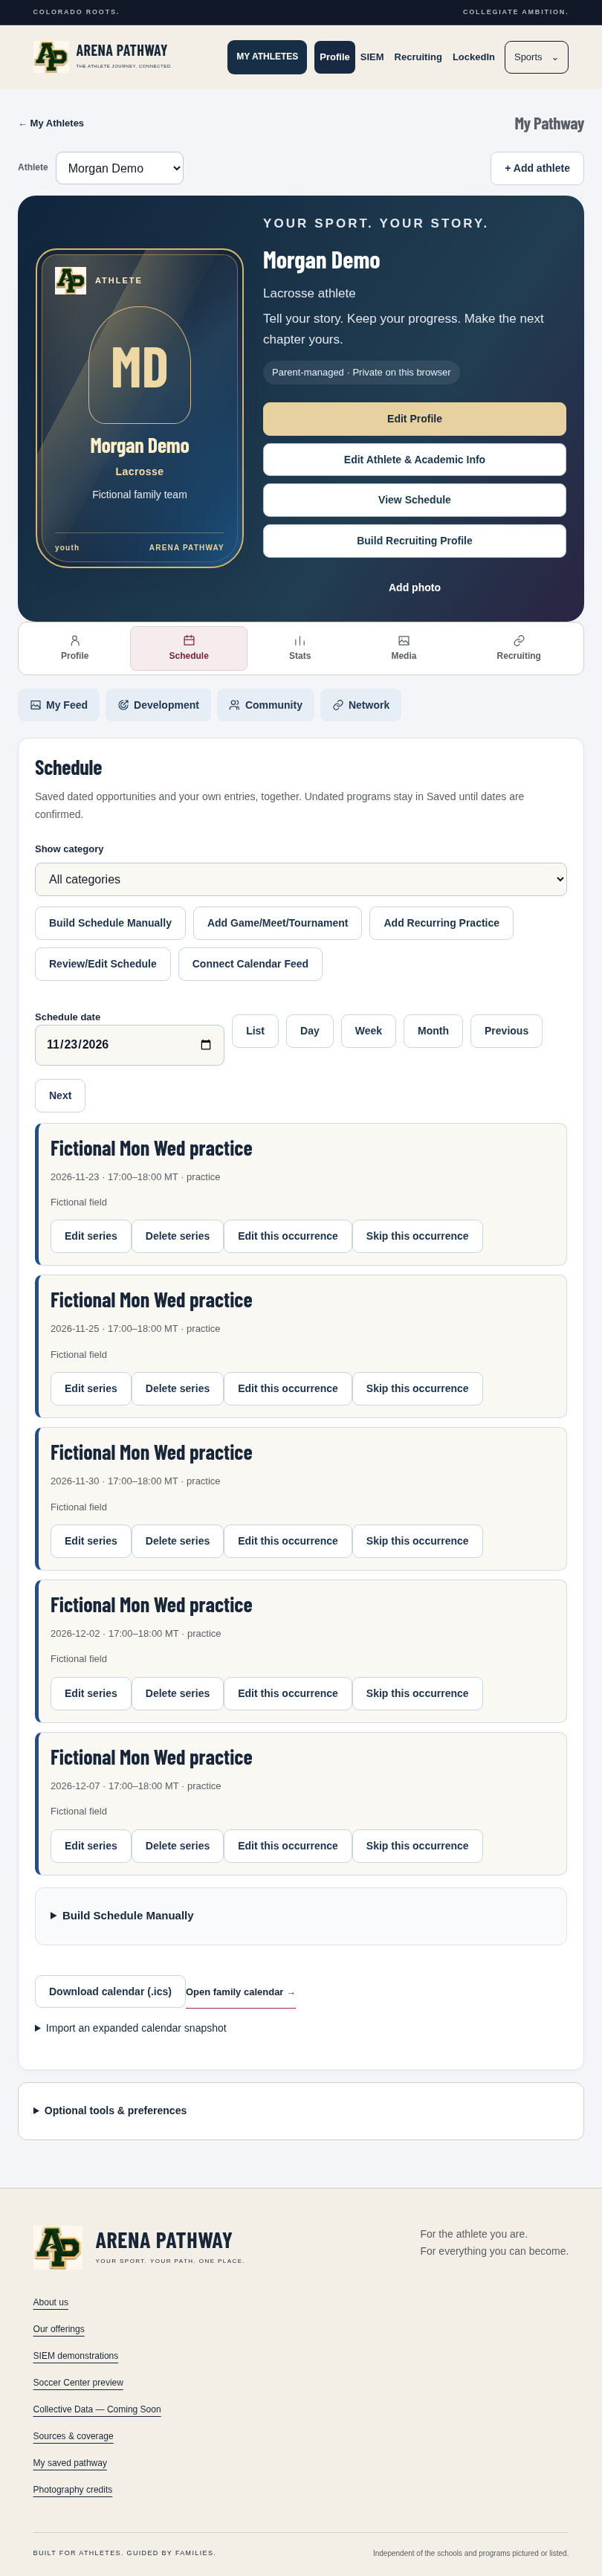 COLORADO ROOTS.
COLLEGIATE AMBITION.
AP
ARENA PATHWAY
THE ATHLETE JOURNEY, CONNECTED.
MY ATHLETES
Profile
SIEM
Recruiting
LockedIn
Sports
← My Athletes
My Pathway
Athlete
Morgan Demo
+ Add athlete
AP
ATHLETE
MD
Morgan Demo
Lacrosse
Fictional family team
youth
ARENA PATHWAY
YOUR SPORT. YOUR STORY.
Morgan Demo
Lacrosse athlete
Tell your story. Keep your progress. Make the next
chapter yours.
Parent-managed · Private on this browser
Edit Profile
Edit Athlete & Academic Info
View Schedule
Build Recruiting Profile
Add photo
Profile
Schedule
Stats
Media
Recruiting
My Feed
Development
Community
Network
Schedule
Saved dated opportunities and your own entries, together. Undated programs stay in Saved until dates are
confirmed.
Show category
All categories
Build Schedule Manually
Add Game/Meet/Tournament
Add Recurring Practice
Review/Edit Schedule
Connect Calendar Feed
Schedule date
11/23/2026
List
Day
Week
Month
Previous
Next
Fictional Mon Wed practice
2026-11-23 · 17:00–18:00 MT · practice
Fictional field
Edit series
Delete series
Edit this occurrence
Skip this occurrence
Fictional Mon Wed practice
2026-11-25 · 17:00–18:00 MT · practice
Fictional field
Edit series
Delete series
Edit this occurrence
Skip this occurrence
Fictional Mon Wed practice
2026-11-30 · 17:00–18:00 MT · practice
Fictional field
Edit series
Delete series
Edit this occurrence
Skip this occurrence
Fictional Mon Wed practice
2026-12-02 · 17:00–18:00 MT · practice
Fictional field
Edit series
Delete series
Edit this occurrence
Skip this occurrence
Fictional Mon Wed practice
2026-12-07 · 17:00–18:00 MT · practice
Fictional field
Edit series
Delete series
Edit this occurrence
Skip this occurrence
Build Schedule Manually
Download calendar (.ics)
Open family calendar →
Import an expanded calendar snapshot
Optional tools & preferences
AP
ARENA PATHWAY
YOUR SPORT. YOUR PATH. ONE PLACE.
For the athlete you are.
For everything you can become.
About us
Our offerings
SIEM demonstrations
Soccer Center preview
Collective Data — Coming Soon
Sources & coverage
My saved pathway
Photography credits
BUILT FOR ATHLETES. GUIDED BY FAMILIES.
Independent of the schools and programs pictured or listed.